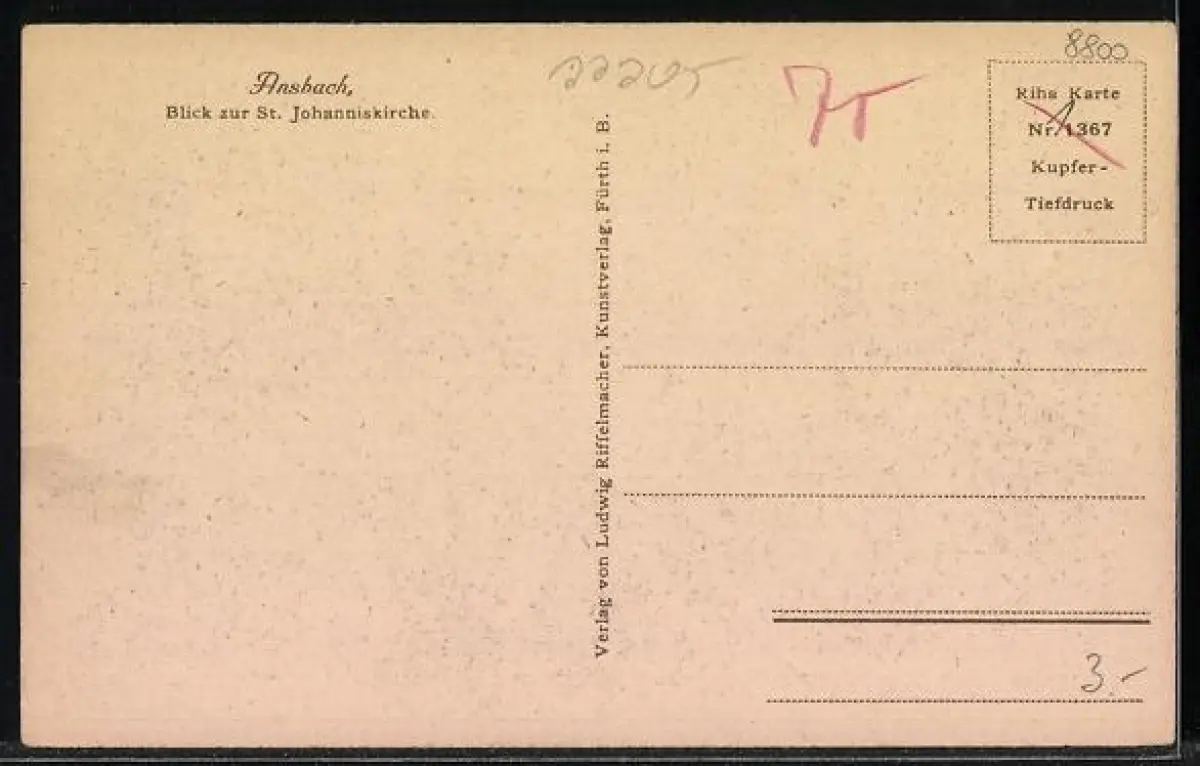 Ansbach,
Blick zur St. Johanniskirche.
Verlag von Ludwig Riffelmacher, Kunstverlag, Fürth i. B.
8800
Riha Karte
Nr. 1367
Kupfer-
Tiefdruck
3.-